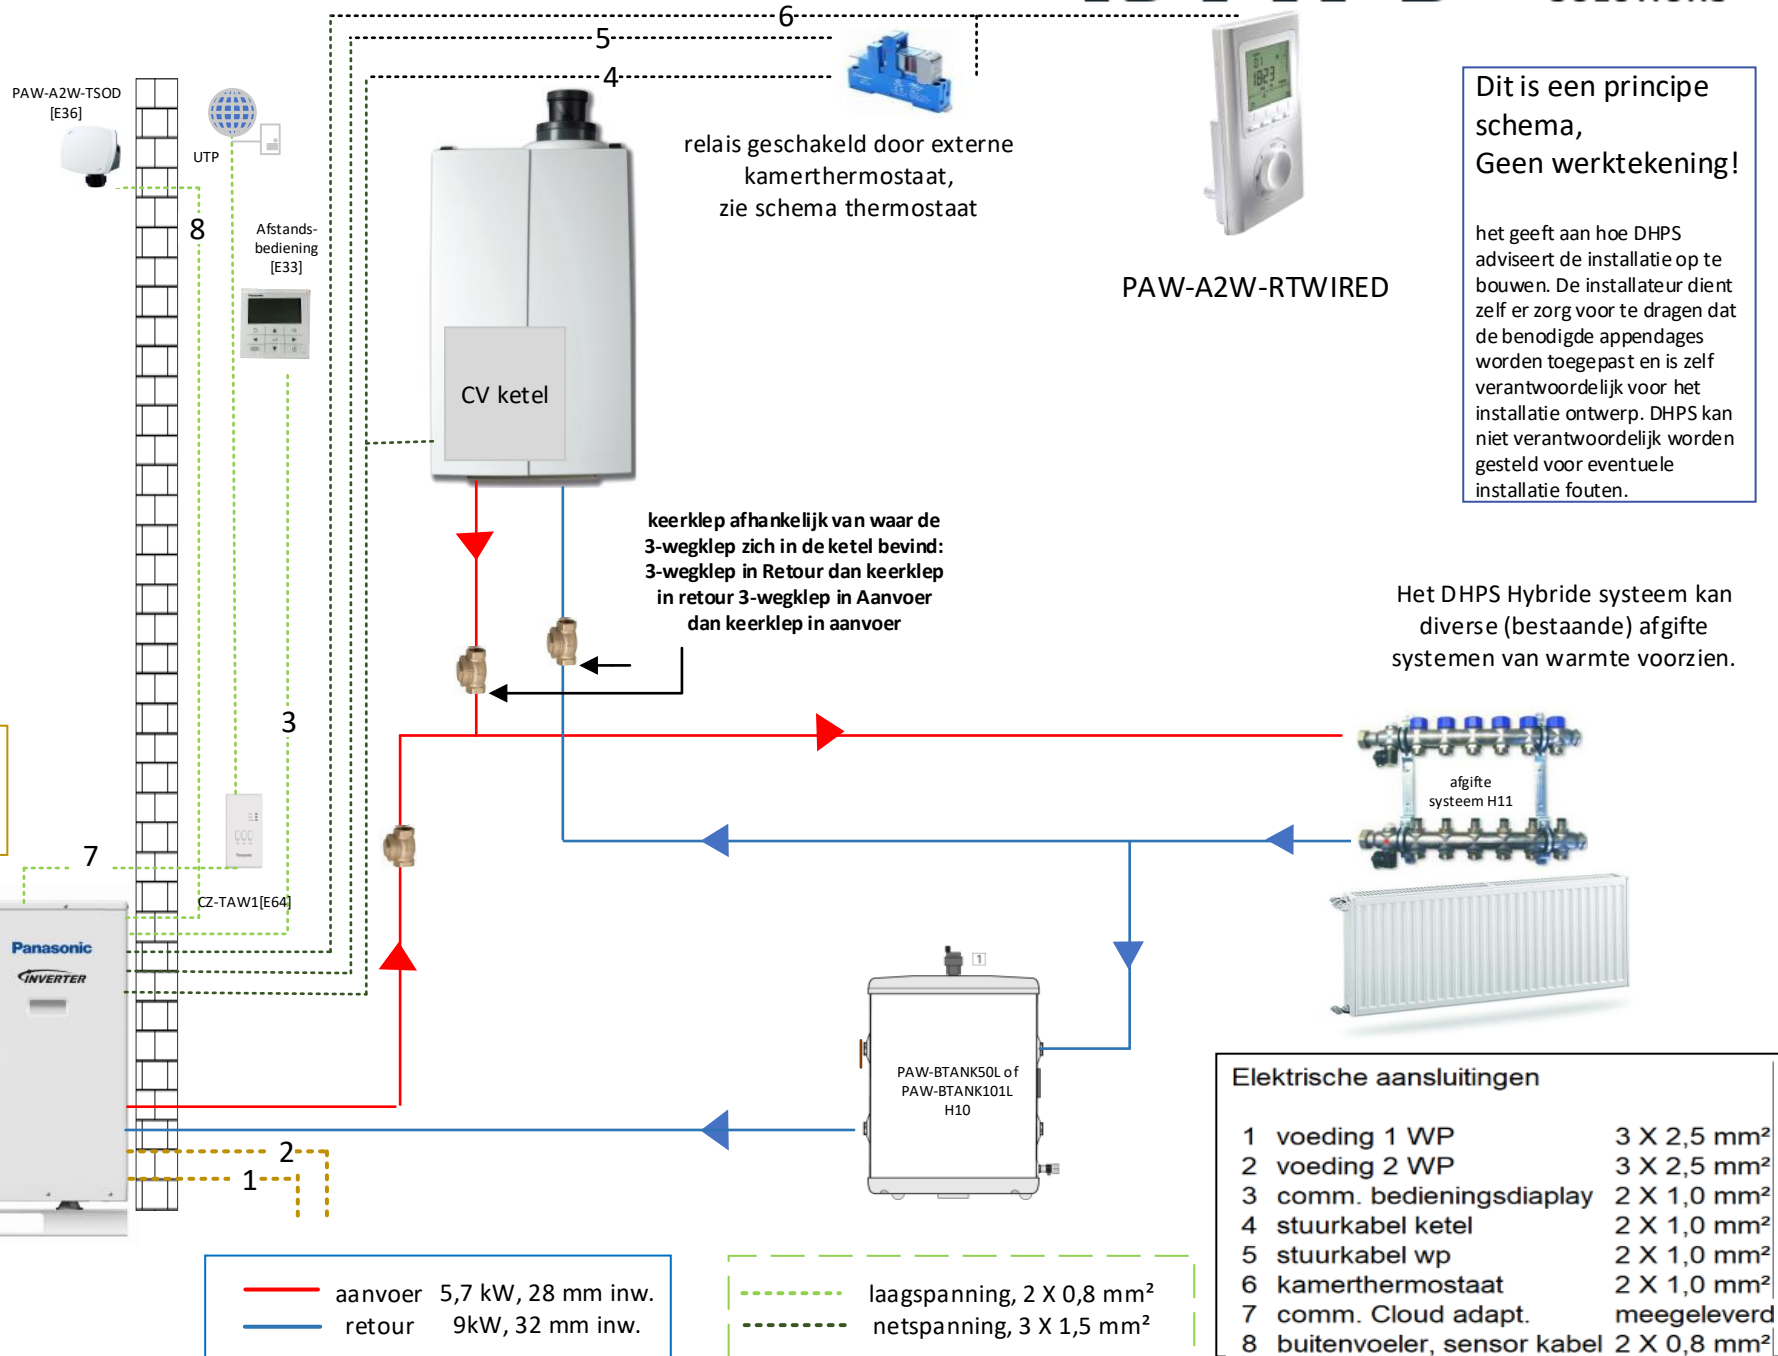 6
5
4
PAW-A2W-TSOD
[E36]
UTP
8
Afstands-
bediening
[E33]
relais geschakeld door externe
kamerthermostaat,
zie schema thermostaat
PAW-A2W-RTWIRED
Dit is een principe
schema,
Geen werktekening!
het geeft aan hoe DHPS
adviseert de installatie op te
bouwen. De installateur dient
zelf er zorg voor te dragen dat
de benodigde appendages
worden toegepast en is zelf
verantwoordelijk voor het
installatie ontwerp. DHPS kan
niet verantwoordelijk worden
gesteld voor eventuele
installatie fouten.
CV ketel
keerklep afhankelijk van waar de
3-wegklep zich in de ketel bevind:
3-wegklep in Retour dan keerklep
in retour 3-wegklep in Aanvoer
dan keerklep in aanvoer
Het DHPS Hybride systeem kan
diverse (bestaande) afgifte
systemen van warmte voorzien.
3
afgifte
systeem H11
7
CZ-TAW1[E64]
Panasonic
INVERTER
1
PAW-BTANK50L of
PAW-BTANK101L
H10
2
1
Elektrische aansluitingen
1 voeding 1 WP 3 X 2,5 mm²
2 voeding 2 WP 3 X 2,5 mm²
3 comm. bedieningsdiaplay 2 X 1,0 mm²
4 stuurkabel ketel 2 X 1,0 mm²
5 stuurkabel wp 2 X 1,0 mm²
6 kamerthermostaat 2 X 1,0 mm²
7 comm. Cloud adapt. meegeleverd
8 buitenvoeler, sensor kabel 2 X 0,8 mm²
aanvoer 5,7 kW, 28 mm inw.
retour 9kW, 32 mm inw.
laagspanning, 2 X 0,8 mm²
netspanning, 3 X 1,5 mm²